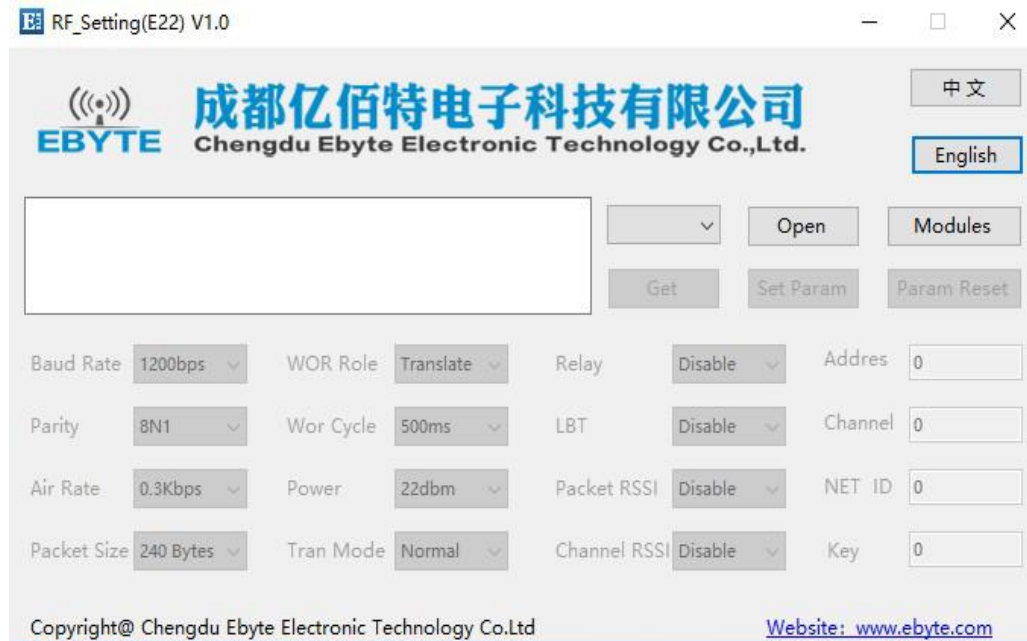 RF_Setting(E22) V1.0
中文
EBYTE
成都亿佰特电子科技有限公司
Chengdu Ebyte Electronic Technology Co.,Ltd.
English
Open
Modules
Get
Set Param
Param Reset
Baud Rate 1200bps WOR Role Translate Relay Disable Addres 0
Parity 8N1 Wor Cycle 500ms LBT Disable Channel 0
Air Rate 0.3Kbps Power 22dbm Packet RSSI Disable NET ID 0
Packet Size 240 Bytes Tran Mode Normal Channel RSSI Disable Key 0
Copyright@ Chengdu Ebyte Electronic Technology Co.Ltd Website: www.ebyte.com